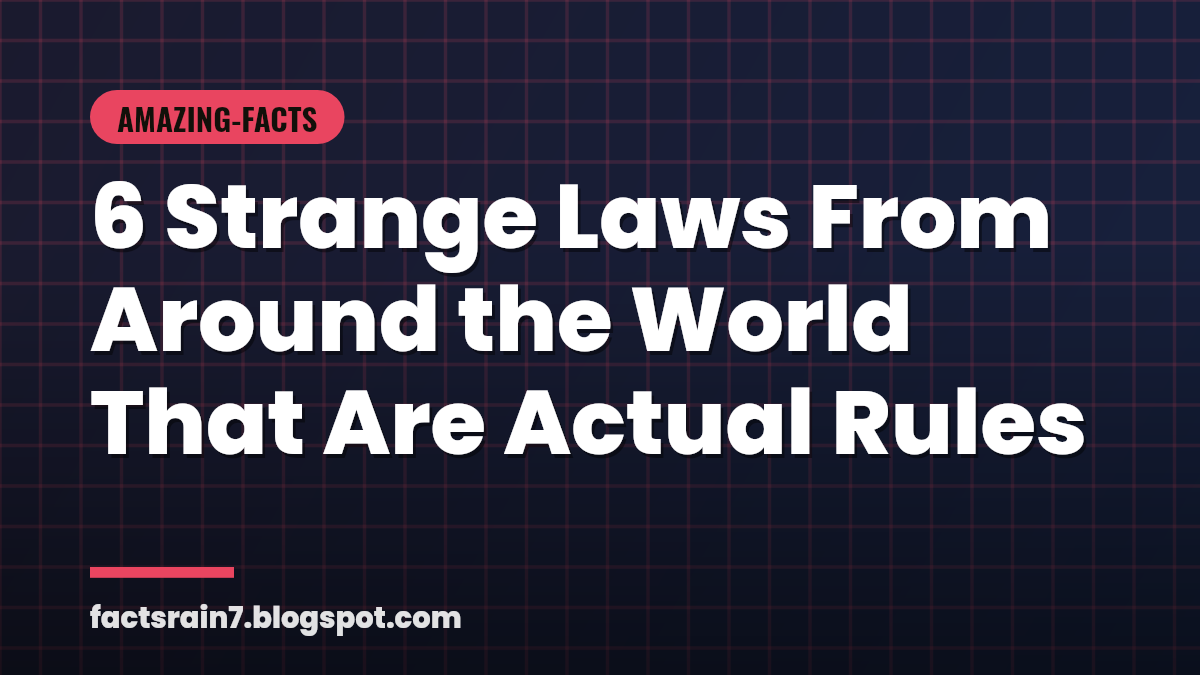 AMAZING-FACTS
6 Strange Laws From
Around the World
That Are Actual Rules
factsrain7.blogspot.com